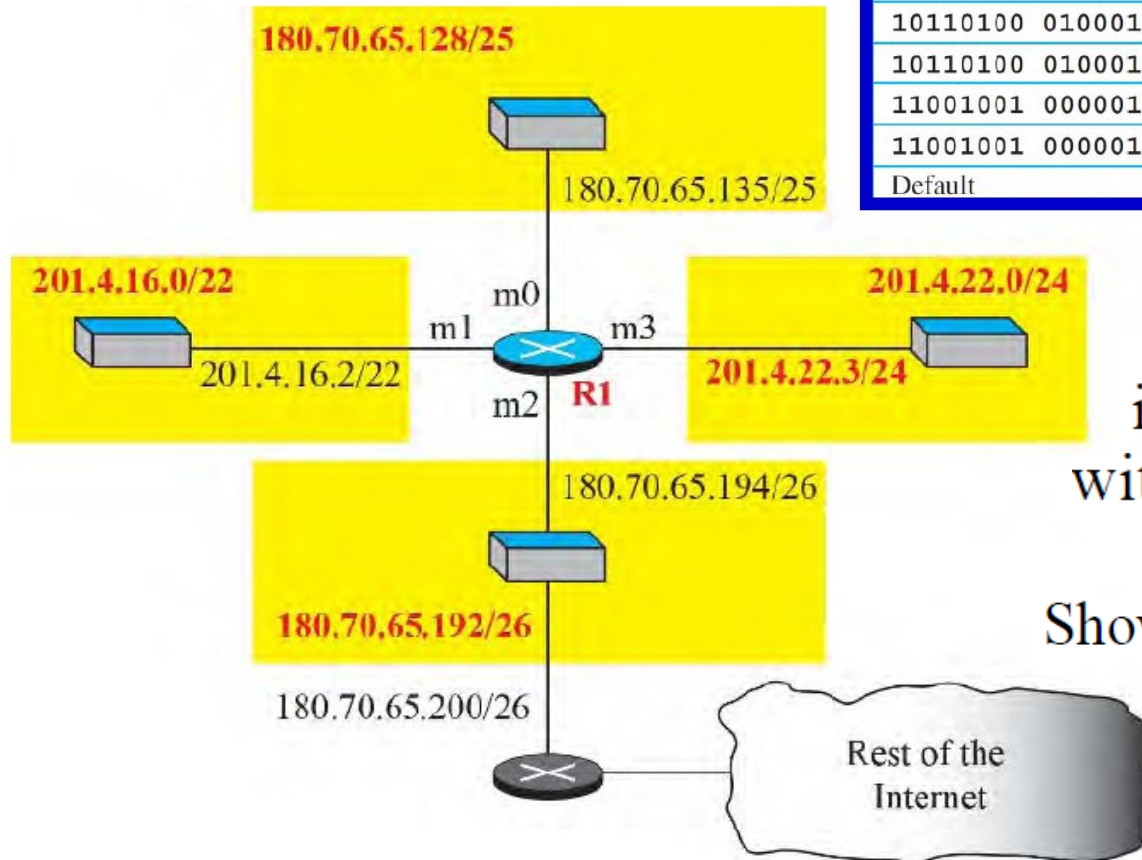 180.70.65.128/25
180.70.65.135/25
10110100 010001
10110100 010001
11001001 000001
11001001 000001
Default
201.4.16.0/22
201.4.22.0/24
m0
m1
m3
201.4.16.2/22
201.4.22.3/24
m2
R1
180.70.65.194/26
180.70.65.192/26
180.70.65.200/26
Rest of the
Internet